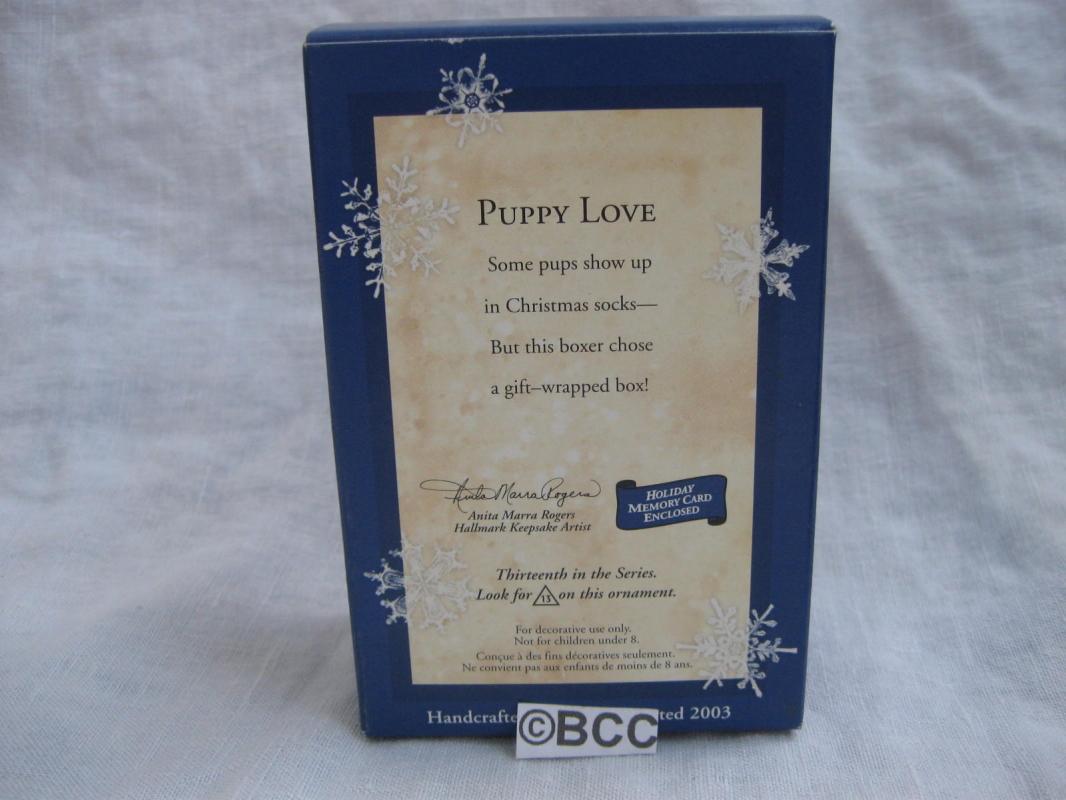 PUPPY LOVE
Some pups show up
in Christmas socks—
But this boxer chose
a gift–wrapped box!
Anita Marra Rogers
Anita Marra Rogers
Hallmark Keepsake Artist
HOLIDAY
MEMORY CARD
ENCLOSED
Thirteenth in the Series.
Look for 13 on this ornament.
For decorative use only.
Not for children under 8.
Conçue à des fins décoratives seulement.
Ne convient pas aux enfants de moins de 8 ans.
Handcrafte ted 2003
©BCC